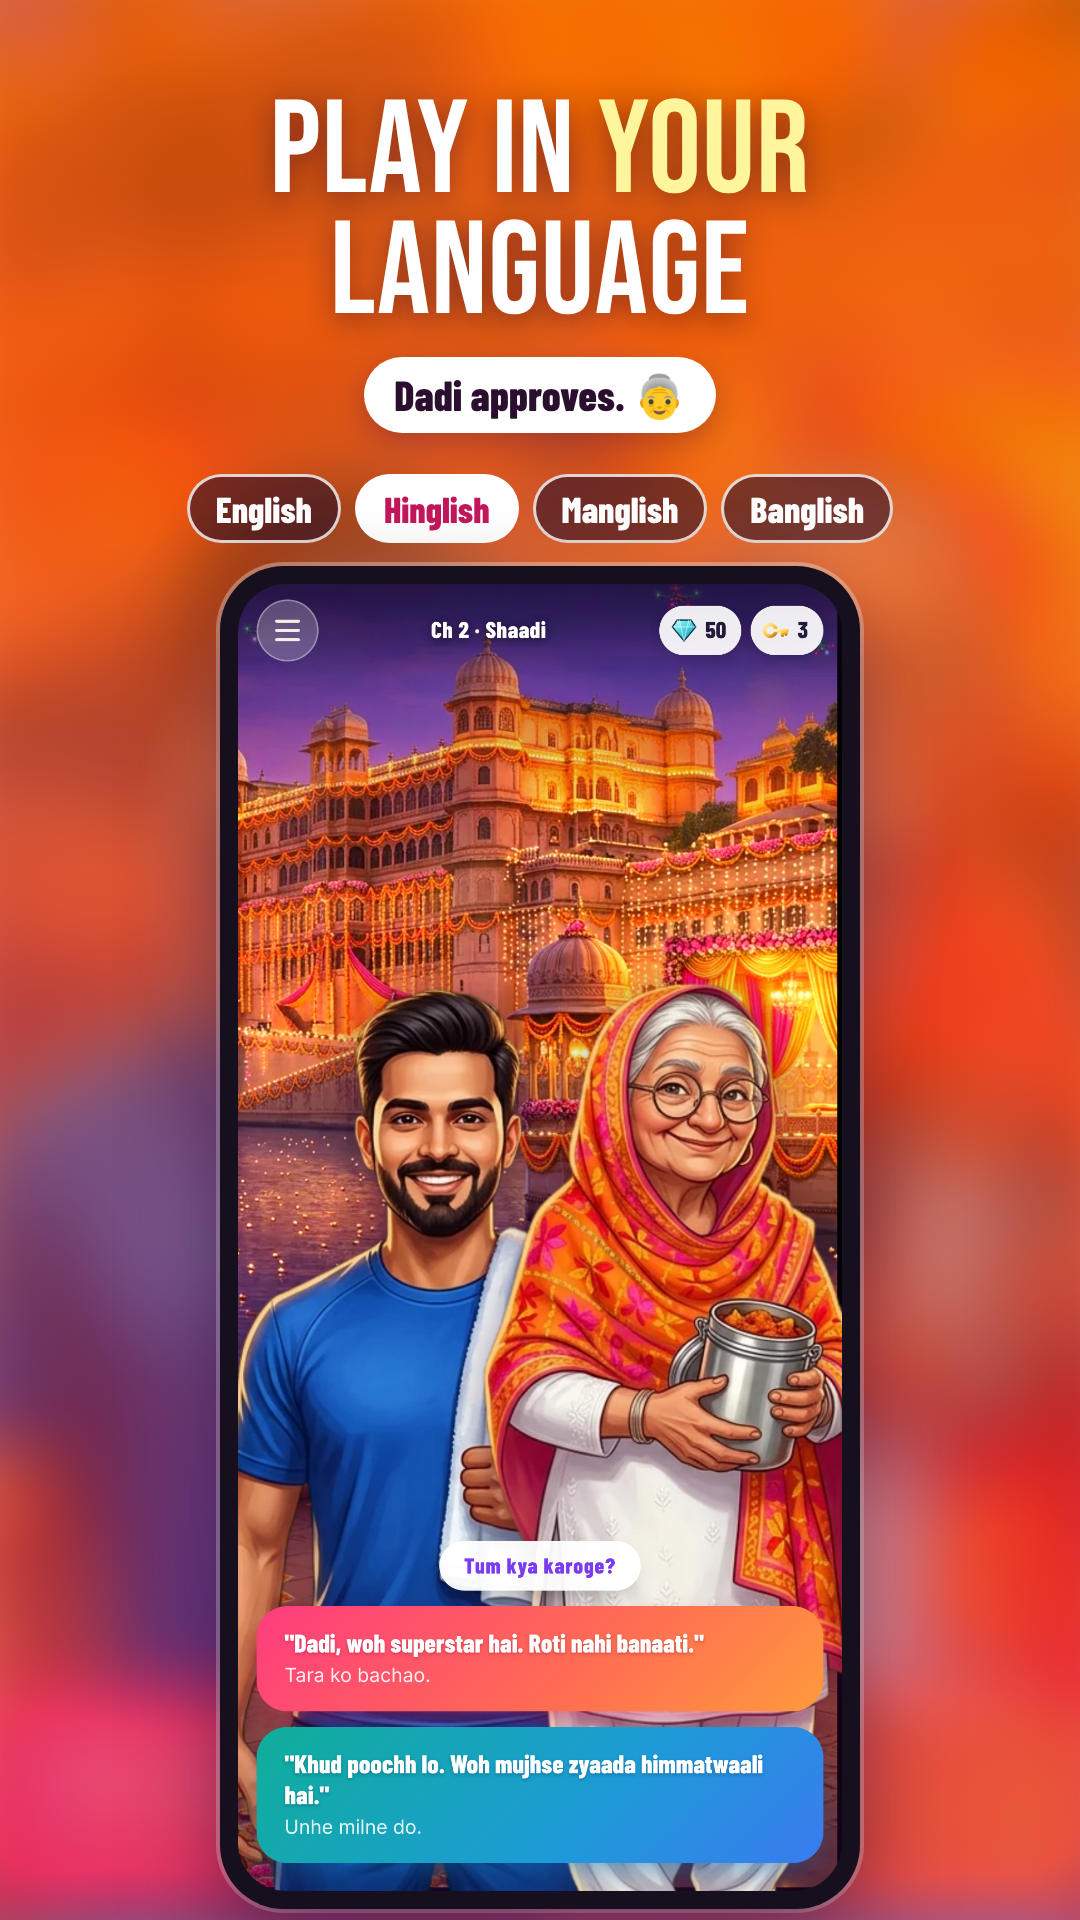 PLAY IN YOUR
LANGUAGE
Dadi approves.
English Hinglish Manglish Banglish
Ch 2 · Shaadi 50 3
Tum kya karoge?
"Dadi, woh superstar hai. Roti nahi banaati."
Tara ko bachao.
"Khud poochh lo. Woh mujhse zyaada himmatwaali
hai."
Unhe milne do.